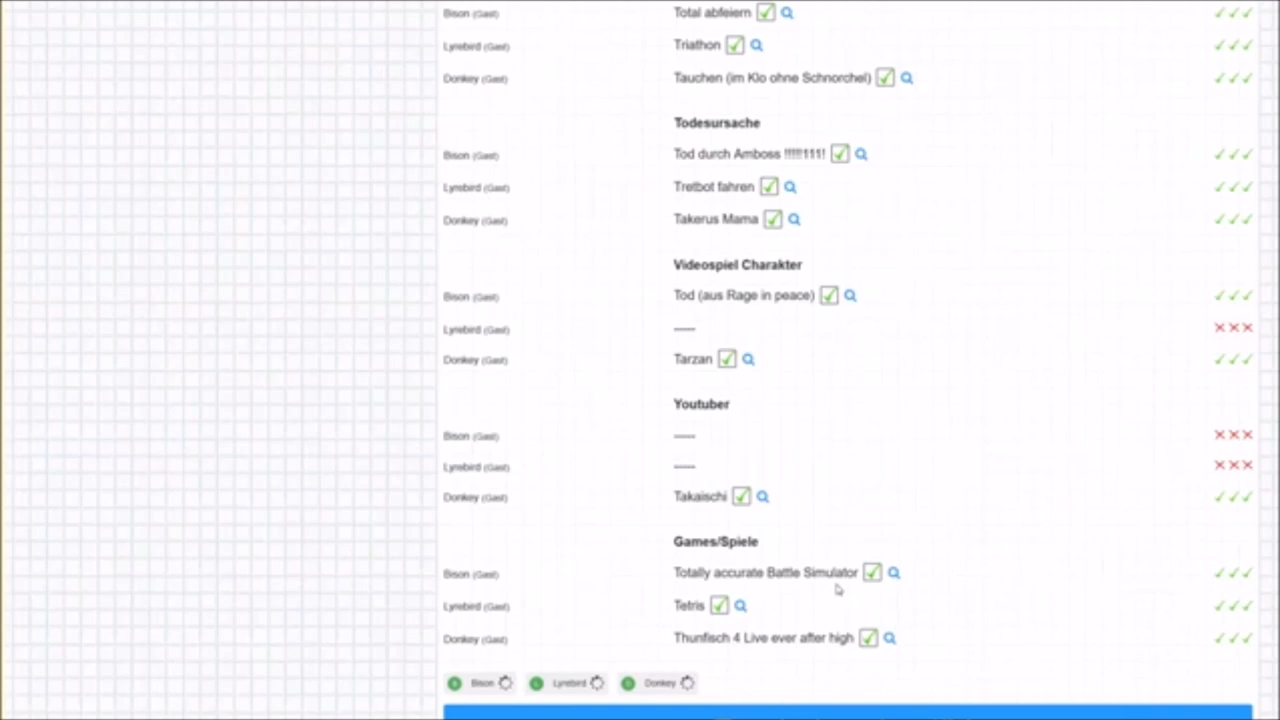 Bison (Gast) Total abfeiern
Lyrebird (Gast) Triathon
Donkey (Gast) Tauchen (im Klo ohne Schnorchel)
Todesursache
Bison (Gast) Tod durch Amboss !!!!!!111!
Lyrebird (Gast) Tretbot fahren
Donkey (Gast) Takerus Mama
Videospiel Charakter
Bison (Gast) Tod (aus Rage in peace)
Lyrebird (Gast) -----
Donkey (Gast) Tarzan
Youtuber
Bison (Gast) -----
Lyrebird (Gast) -----
Donkey (Gast) Takaischi
Games/Spiele
Bison (Gast) Totally accurate Battle Simulator
Lyrebird (Gast) Tetris
Donkey (Gast) Thunfisch 4 Live ever after high
Bison Lyrebird Donkey